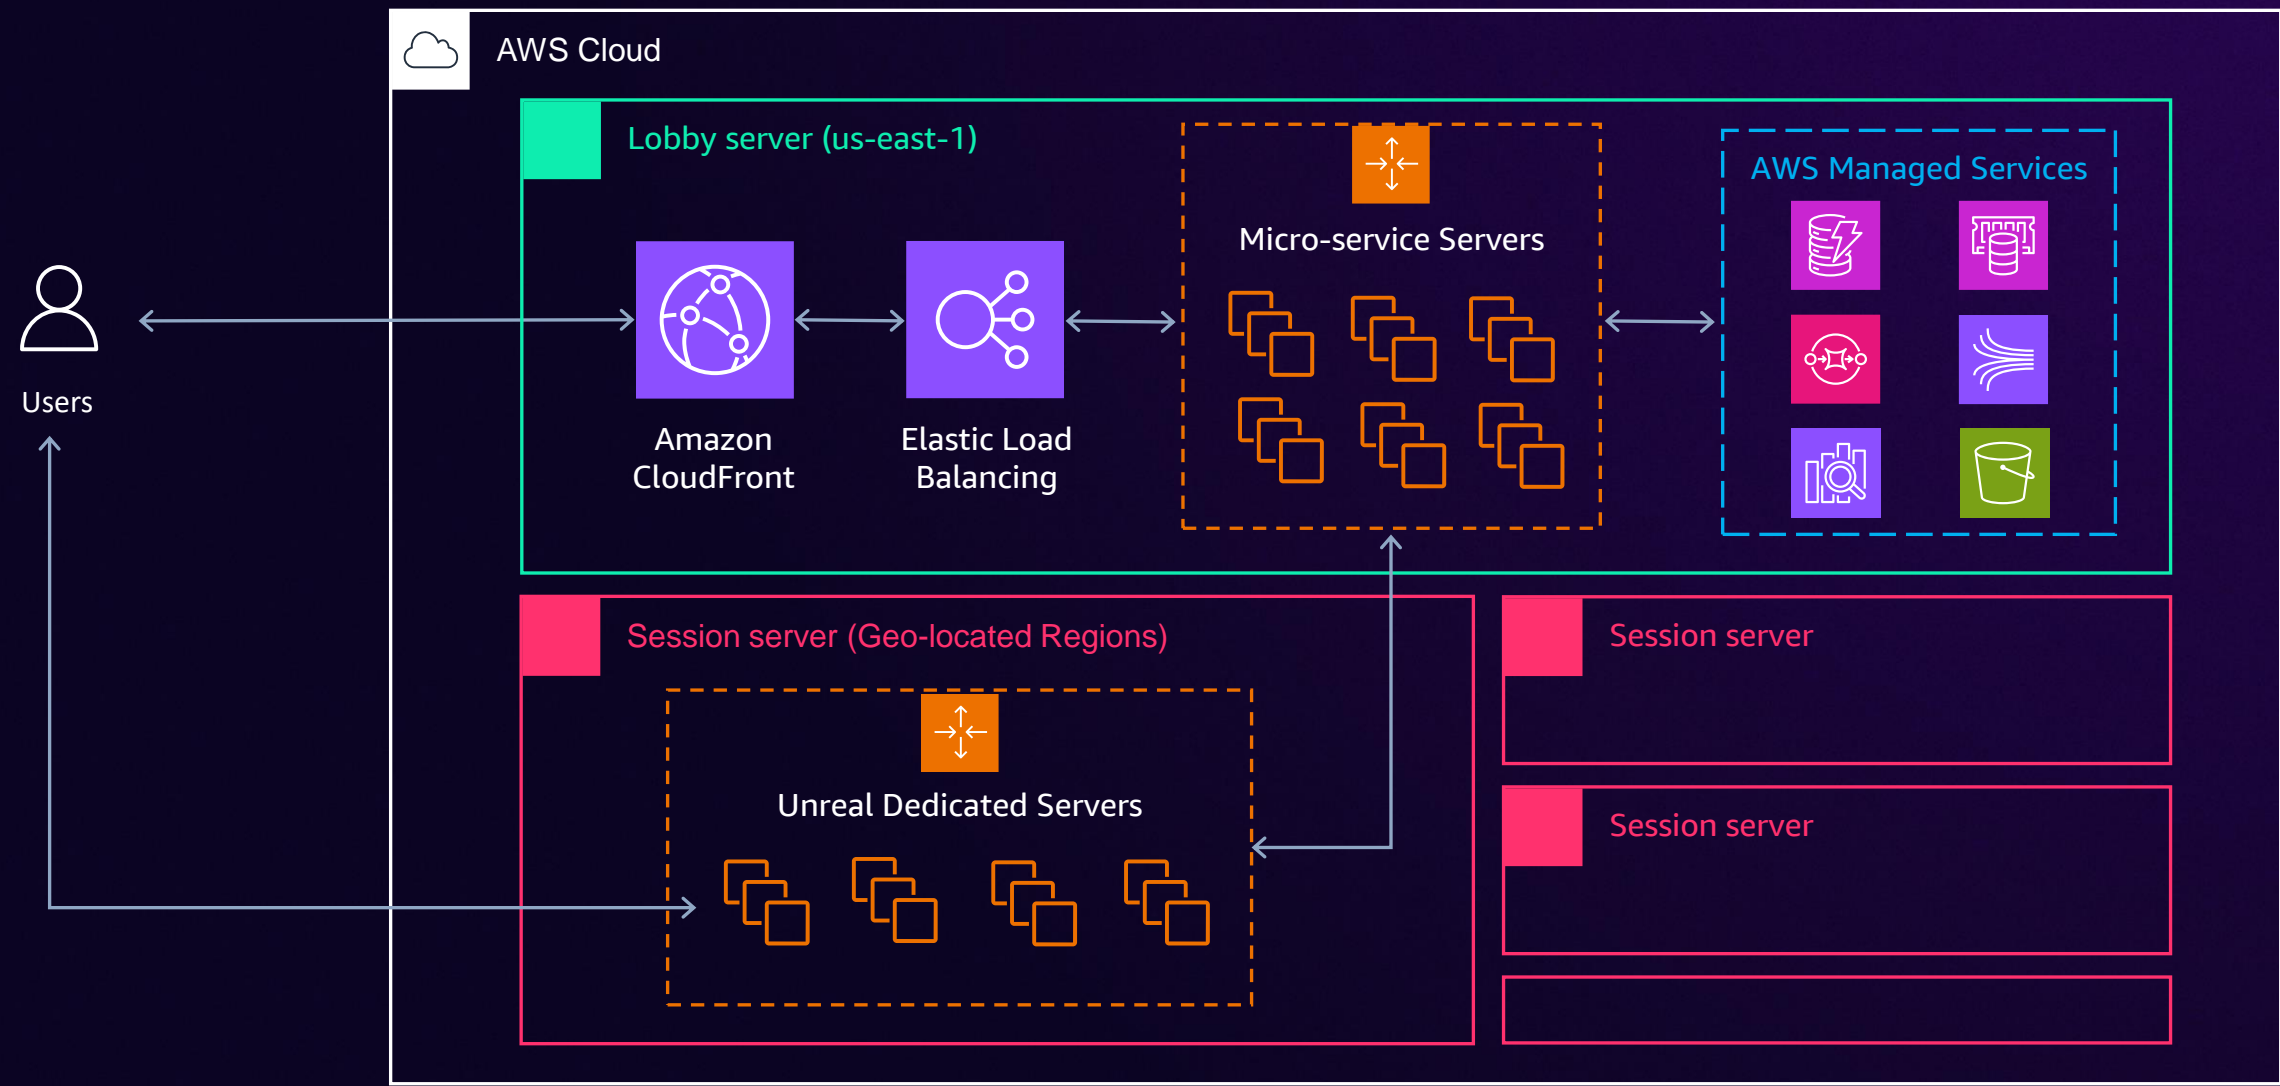 AWS Cloud
Lobby server (us-east-1)
AWS Managed Services
Micro-service Servers
Users
Amazon
CloudFront
Elastic Load
Balancing
Session server (Geo-located Regions)
Session server
Unreal Dedicated Servers
Session server